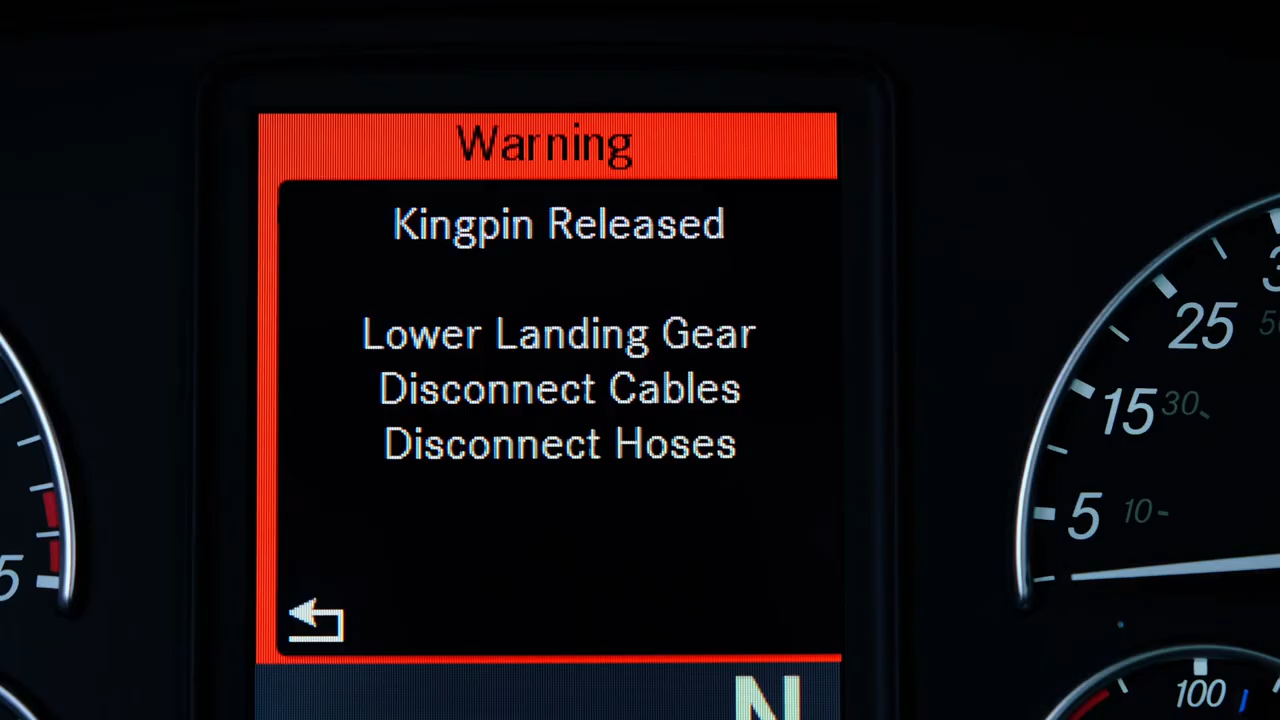 Warning
Kingpin Released
Lower Landing Gear
Disconnect Cables
Disconnect Hoses
N
25
15
30
5
10
100